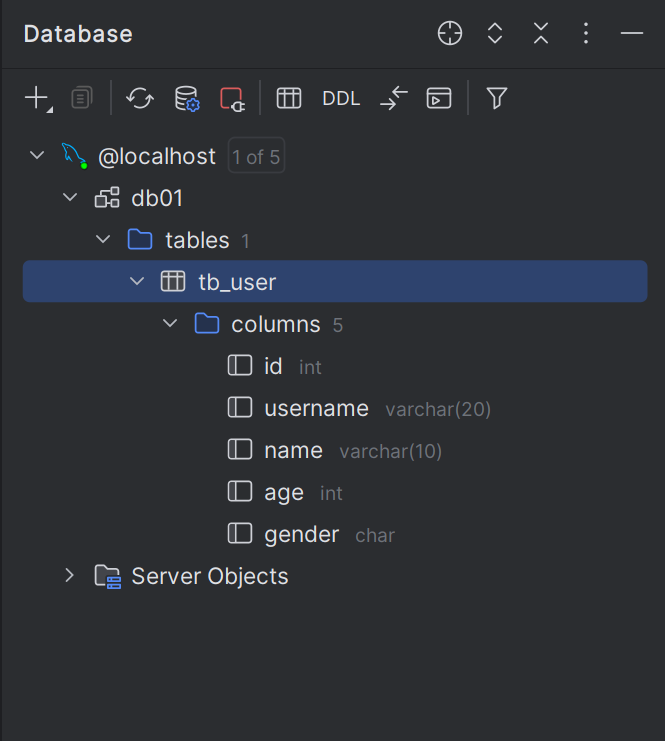 Database
DDL
@localhost 1 of 5
db01
tables 1
tb_user
columns 5
id int
username varchar(20)
name varchar(10)
age int
gender char
Server Objects